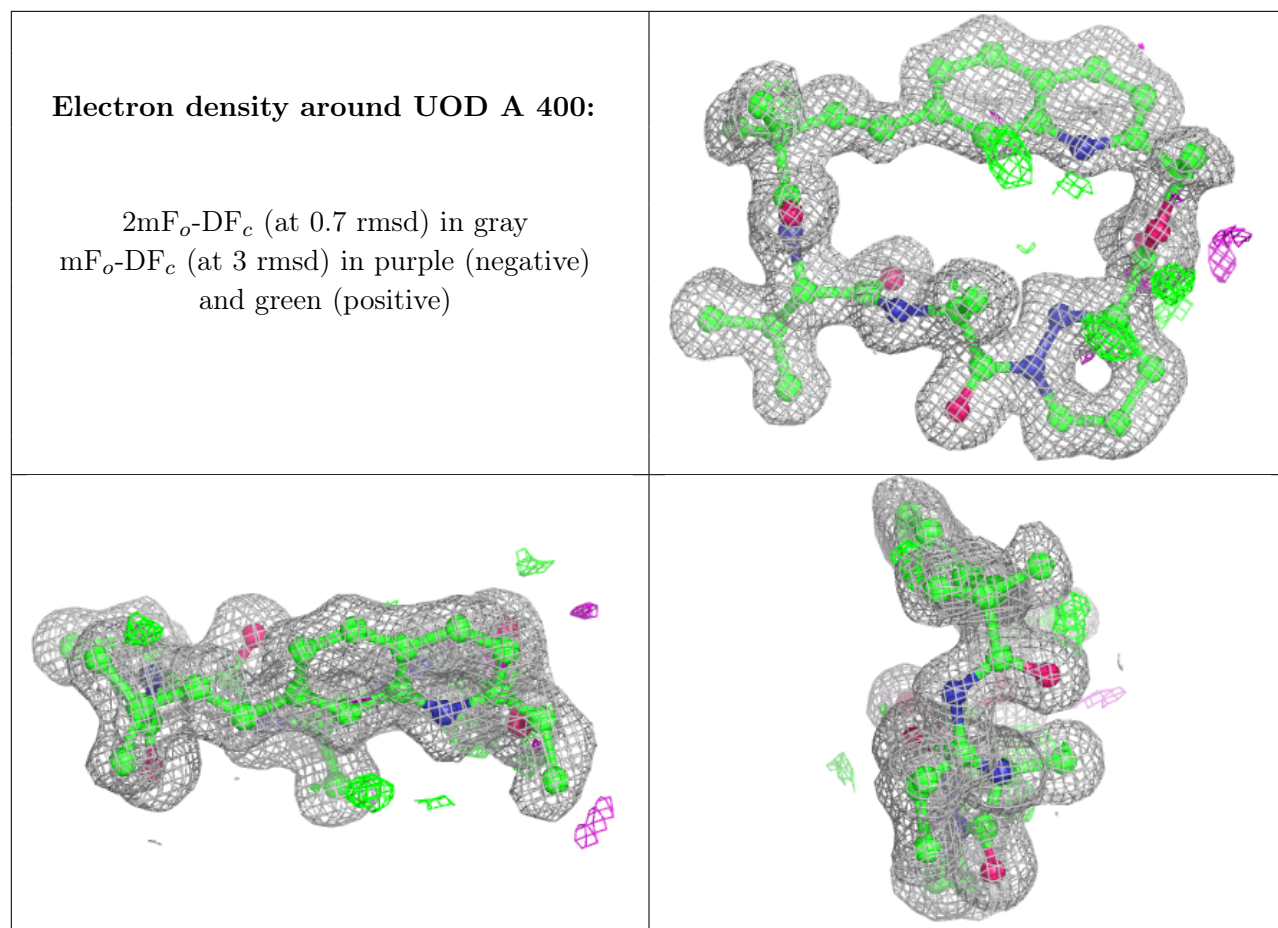 Electron density around UOD A 400:
2mFo-DFc (at 0.7 rmsd) in gray
mFo-DFc (at 3 rmsd) in purple (negative)
and green (positive)